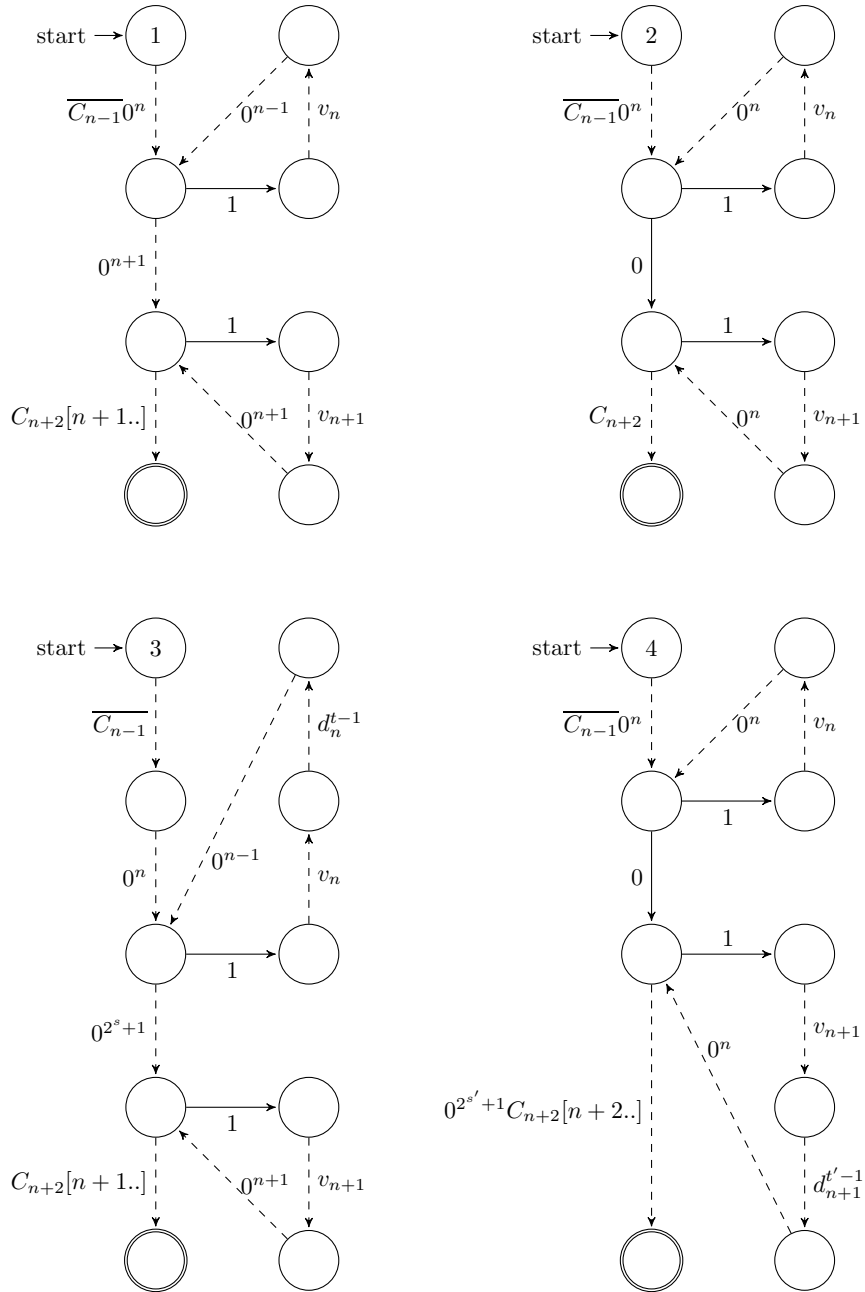 start 1 start 2
$\overline{C_{n-1}}0^n$ $0^{n-1}$ $v_n$ $\overline{C_{n-1}}0^n$ $0^n$ $v_n$
1 1
$0^{n+1}$ 0
1 1
$C_{n+2}[n+1..]$ $0^{n+1}$ $v_{n+1}$ $C_{n+2}$ $0^n$ $v_{n+1}$
start 3 start 4
$\overline{C_{n-1}}$ $d_n^{t-1}$ $\overline{C_{n-1}}0^n$ $0^n$ $v_n$
1
$0^n$ $0^{n-1}$ $v_n$ 0
1 1
$0^{2^s+1}$ $0^n$ $v_{n+1}$
1 $0^{2^{s'}+1}C_{n+2}[n+2..]$
$C_{n+2}[n+1..]$ $0^{n+1}$ $v_{n+1}$ $d_{n+1}^{t'-1}$